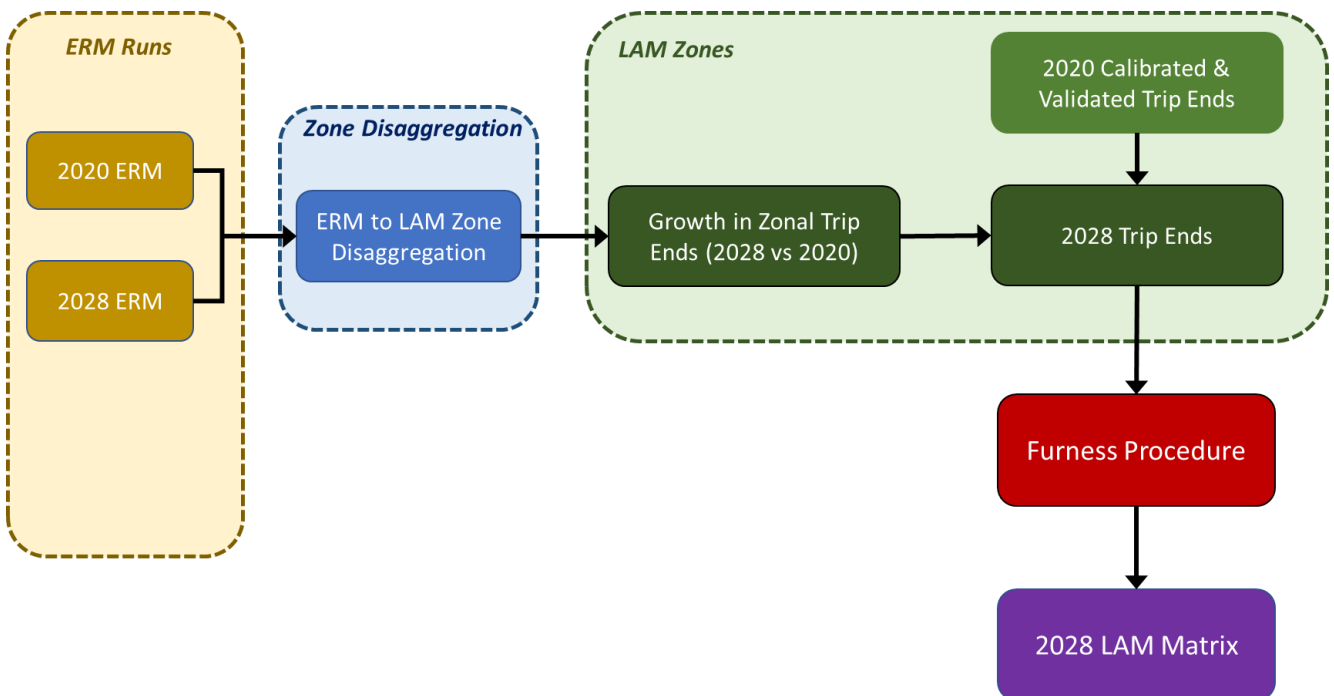 ERM Runs
2020 ERM
2028 ERM
Zone Disaggregation
ERM to LAM Zone
Disaggregation
LAM Zones
2020 Calibrated &
Validated Trip Ends
Growth in Zonal Trip
Ends (2028 vs 2020)
2028 Trip Ends
Furness Procedure
2028 LAM Matrix